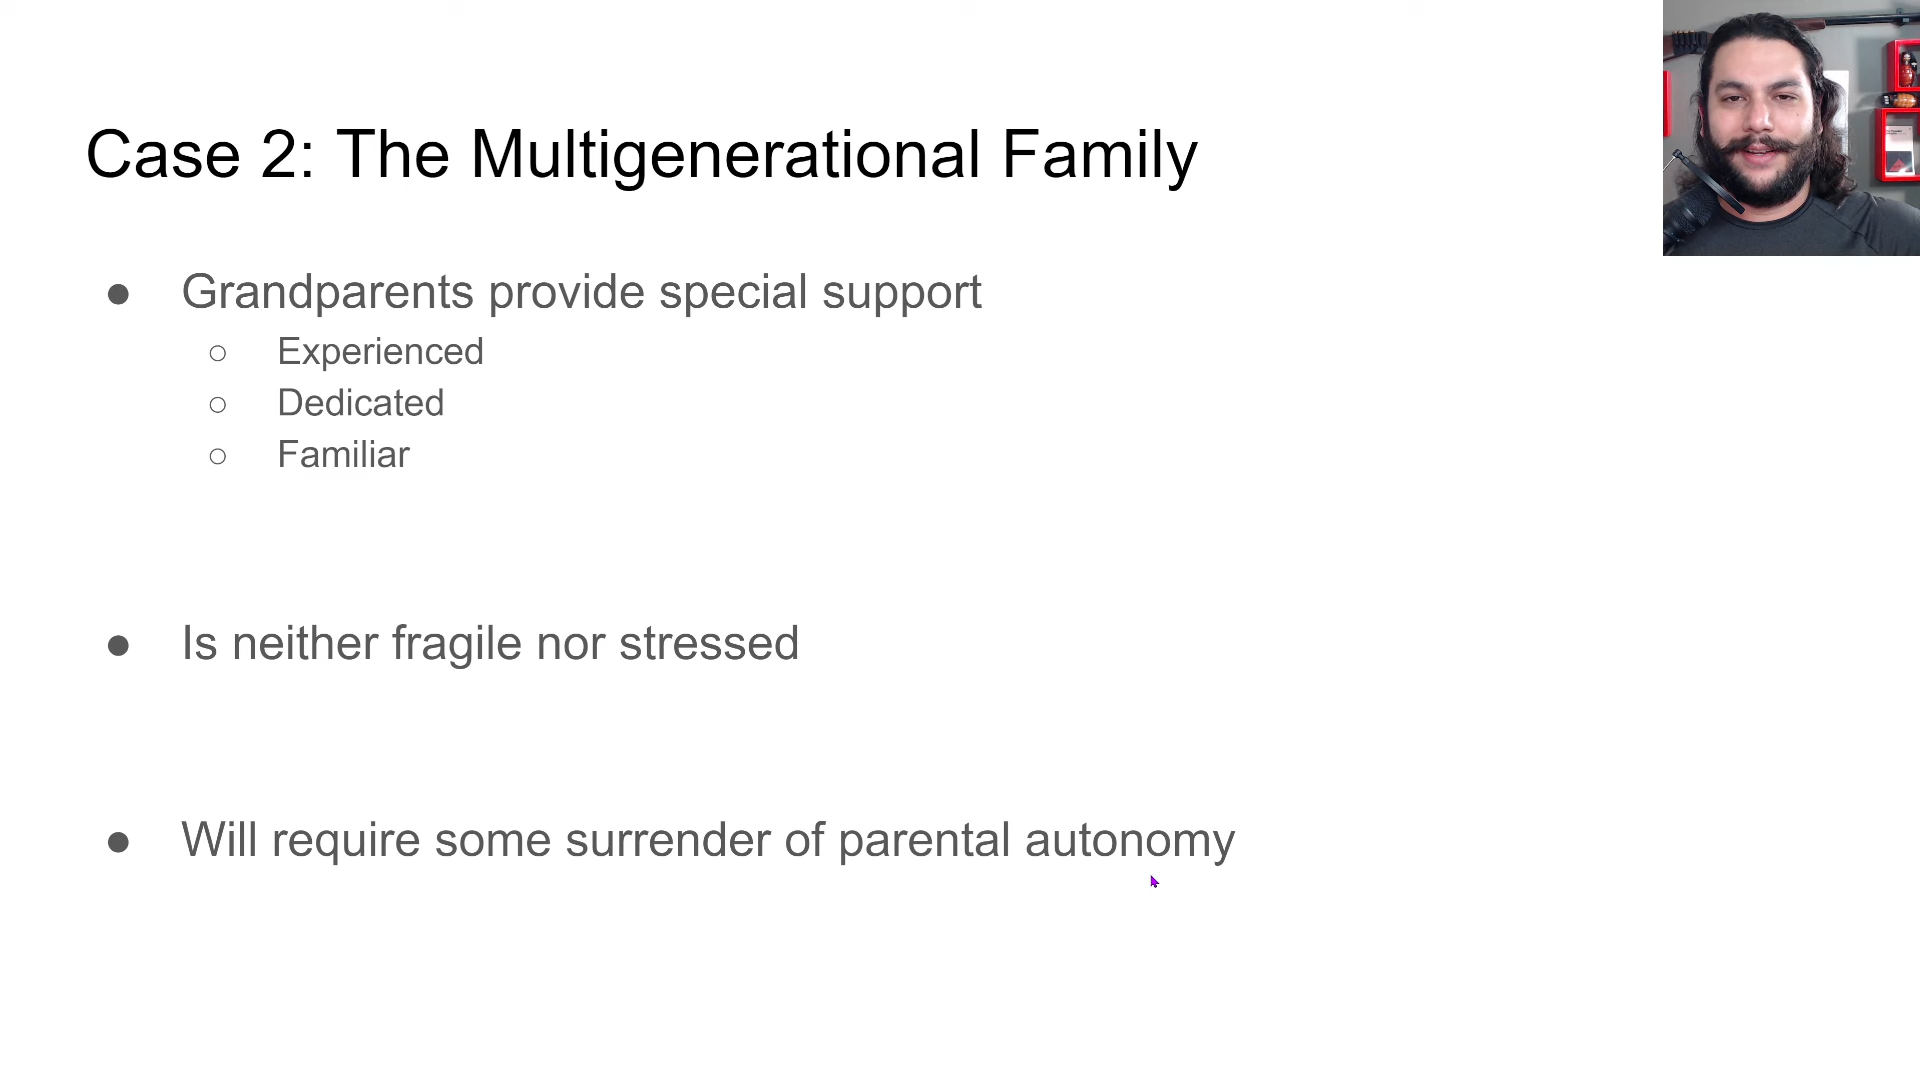 Case 2: The Multigenerational Family
● Grandparents provide special support
○ Experienced
○ Dedicated
○ Familiar
● Is neither fragile nor stressed
● Will require some surrender of parental autonomy